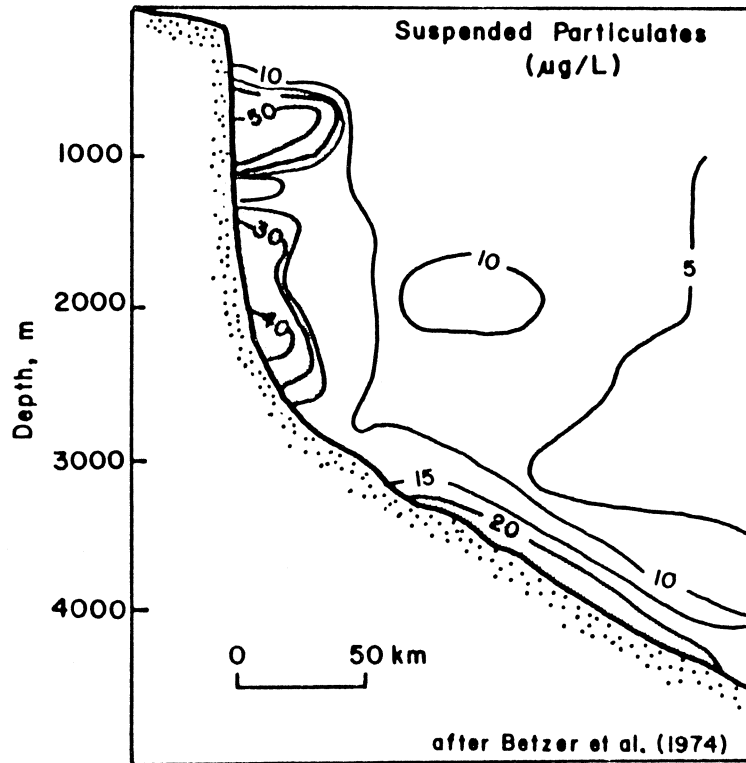 Suspended Particulates
(µg/L)
10
50
1000
30
10
5
2000
40
Depth, m
3000
15
20
10
4000
0 50 km
after Betzer et al. (1974)